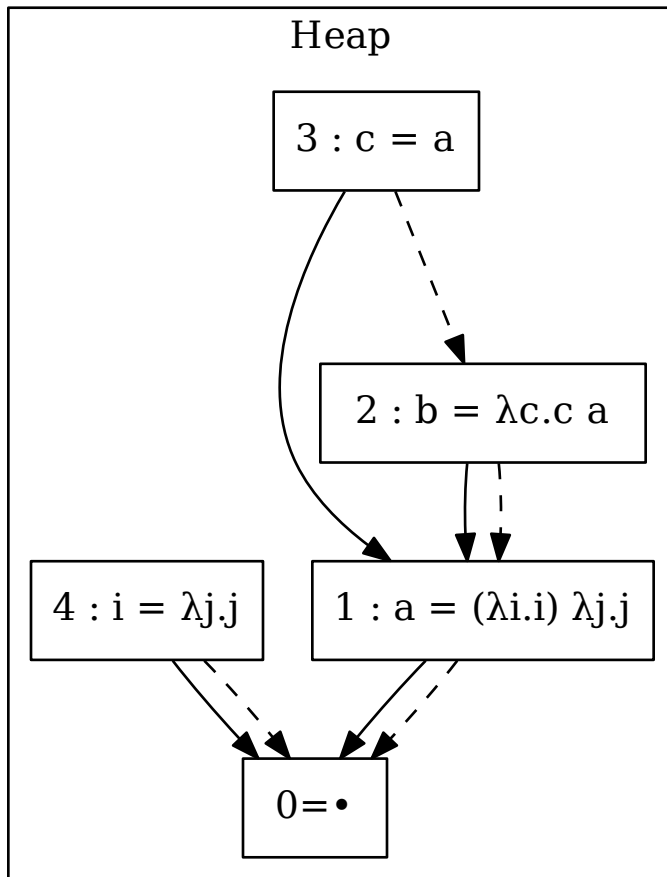 Heap
3 : c = a
2 : b = λc.c a
4 : i = λj.j
1 : a = (λi.i) λj.j
0=•